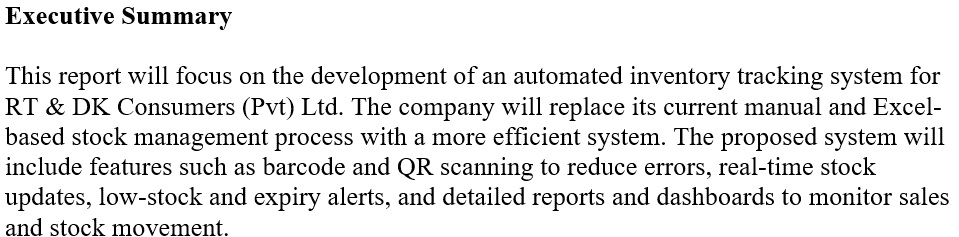 Executive Summary
This report will focus on the development of an automated inventory tracking system for
RT & DK Consumers (Pvt) Ltd. The company will replace its current manual and Excel-
based stock management process with a more efficient system. The proposed system will
include features such as barcode and QR scanning to reduce errors, real-time stock
updates, low-stock and expiry alerts, and detailed reports and dashboards to monitor sales
and stock movement.